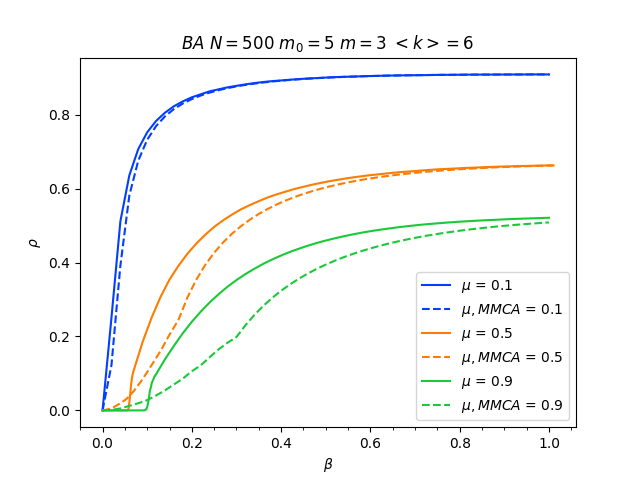 BA N = 500 m₀ = 5 m = 3 < k > = 6
ρ
0.8
0.6
0.4
0.2
0.0
μ = 0.1
μ, MMCA = 0.1
μ = 0.5
μ, MMCA = 0.5
μ = 0.9
μ, MMCA = 0.9
0.0 0.2 0.4 0.6 0.8 1.0
β